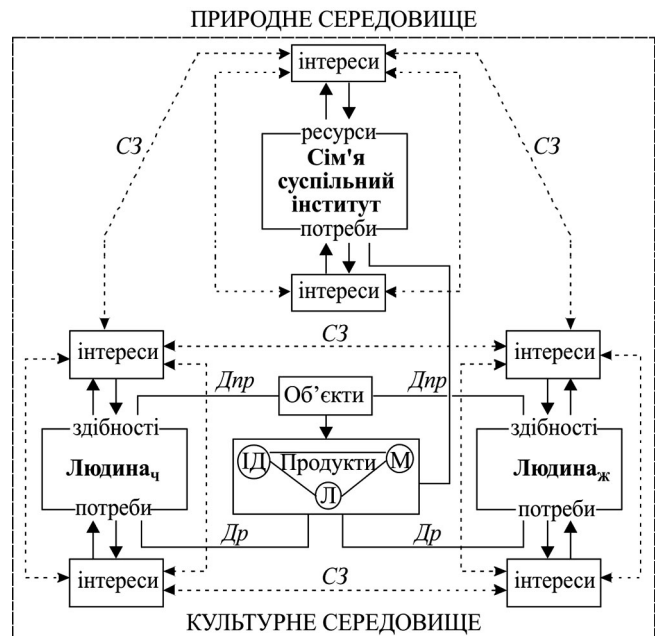 ПРИРОДНЕ СЕРЕДОВИЩЕ
інтереси
СЗ
СЗ
ресурси
Сім'я
суспільний
інститут
потреби
інтереси
СЗ
інтереси
інтереси
Дпр
Об’єкти
Дпр
здібності
Людинач
потреби
ІД
Продукти
М
Л
здібності
Людинаж
потреби
Др
Др
інтереси
СЗ
інтереси
КУЛЬТУРНЕ СЕРЕДОВИЩЕ